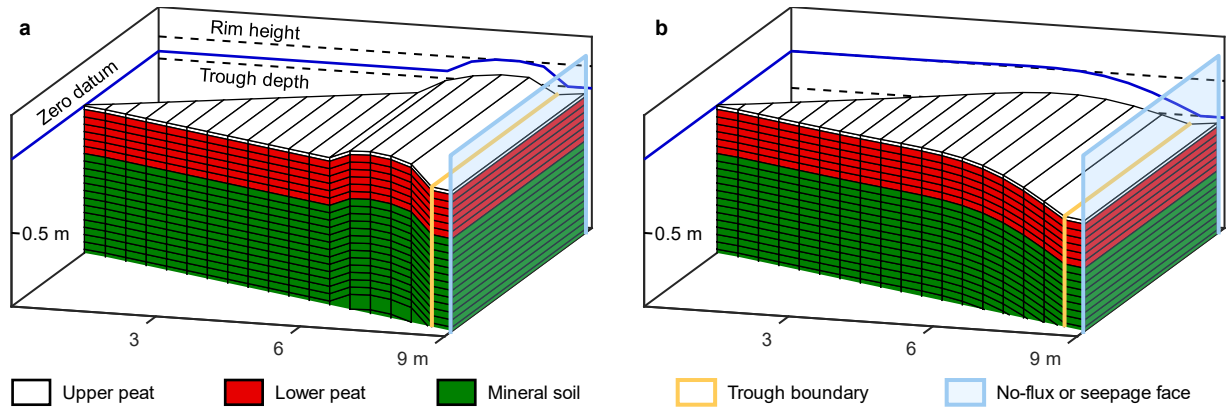 a
Rim height
Trough depth
Zero datum
0.5 m
3
6
9 m
b
0.5 m
3
6
9 m
Upper peat
Lower peat
Mineral soil
Trough boundary
No-flux or seepage face